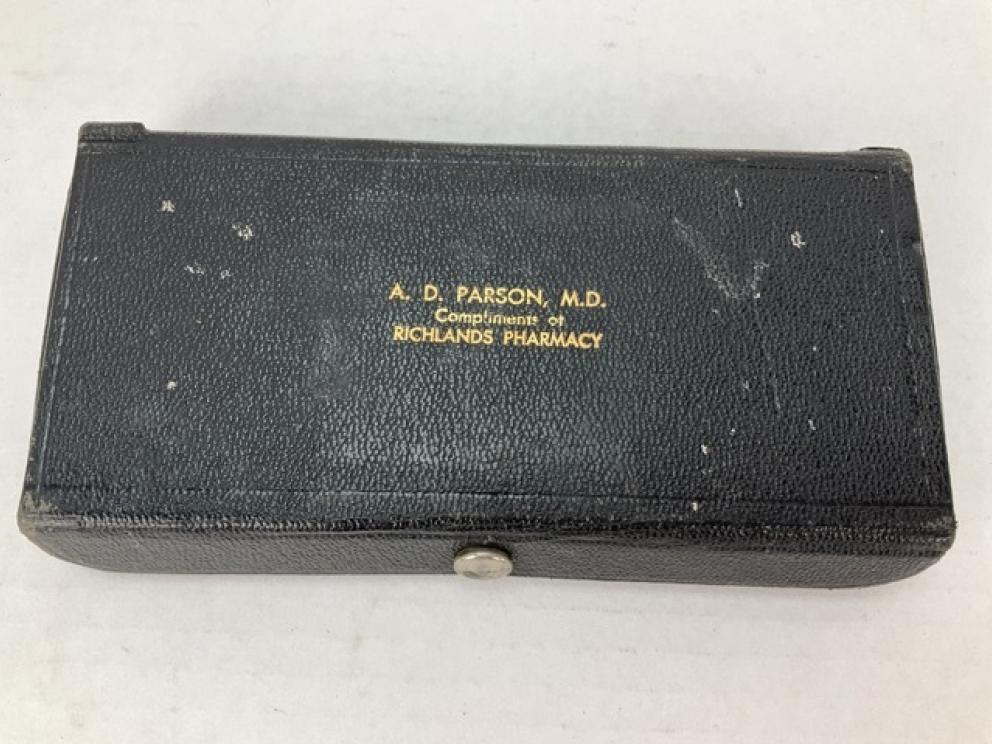 A. D. PARSON, M.D.
Compliments of
RICHLANDS PHARMACY